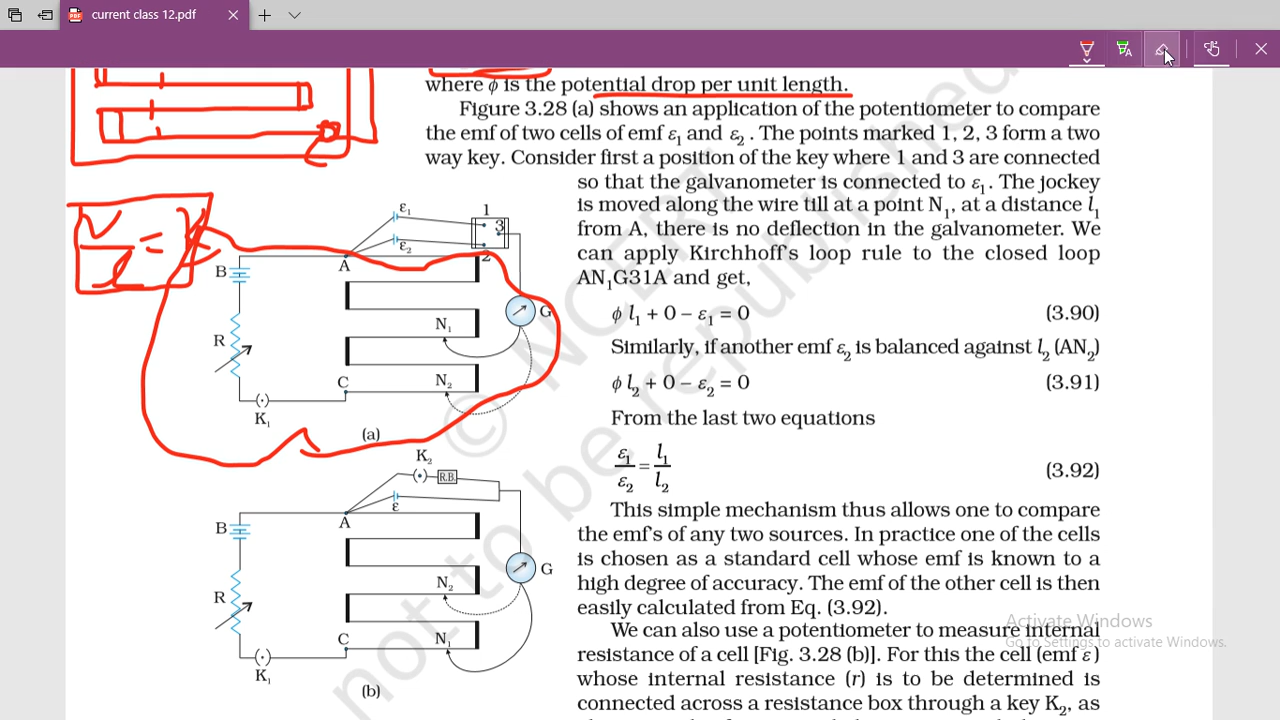 current class 12.pdf
where ϕ is the potential drop per unit length.
Figure 3.28 (a) shows an application of the potentiometer to compare
the emf of two cells of emf ε₁ and ε₂ . The points marked 1, 2, 3 form a two
way key. Consider first a position of the key where 1 and 3 are connected
so that the galvanometer is connected to ε₁. The jockey
is moved along the wire till at a point N₁, at a distance l₁
from A, there is no deflection in the galvanometer. We
can apply Kirchhoff's loop rule to the closed loop
AN₁G31A and get,
ϕ l₁ + 0 – ε₁ = 0 (3.90)
Similarly, if another emf ε₂ is balanced against l₂ (AN₂)
ϕ l₂ + 0 – ε₂ = 0 (3.91)
From the last two equations
ε₁/ε₂ = l₁/l₂ (3.92)
This simple mechanism thus allows one to compare
the emf's of any two sources. In practice one of the cells
is chosen as a standard cell whose emf is known to a
high degree of accuracy. The emf of the other cell is then
easily calculated from Eq. (3.92).
We can also use a potentiometer to measure internal
resistance of a cell [Fig. 3.28 (b)]. For this the cell (emf ε)
whose internal resistance (r) is to be determined is
connected across a resistance box through a key K₂, as
ε₁
1
3
ε₂
2
A
B
G
N₁
R
C
N₂
K₁
(a)
K₂
R.B.
ε
A
B
G
N₂
R
C
N₁
K₁
(b)
© NCERT
not to be republished
Activate Windows
Go to Settings to activate Windows.